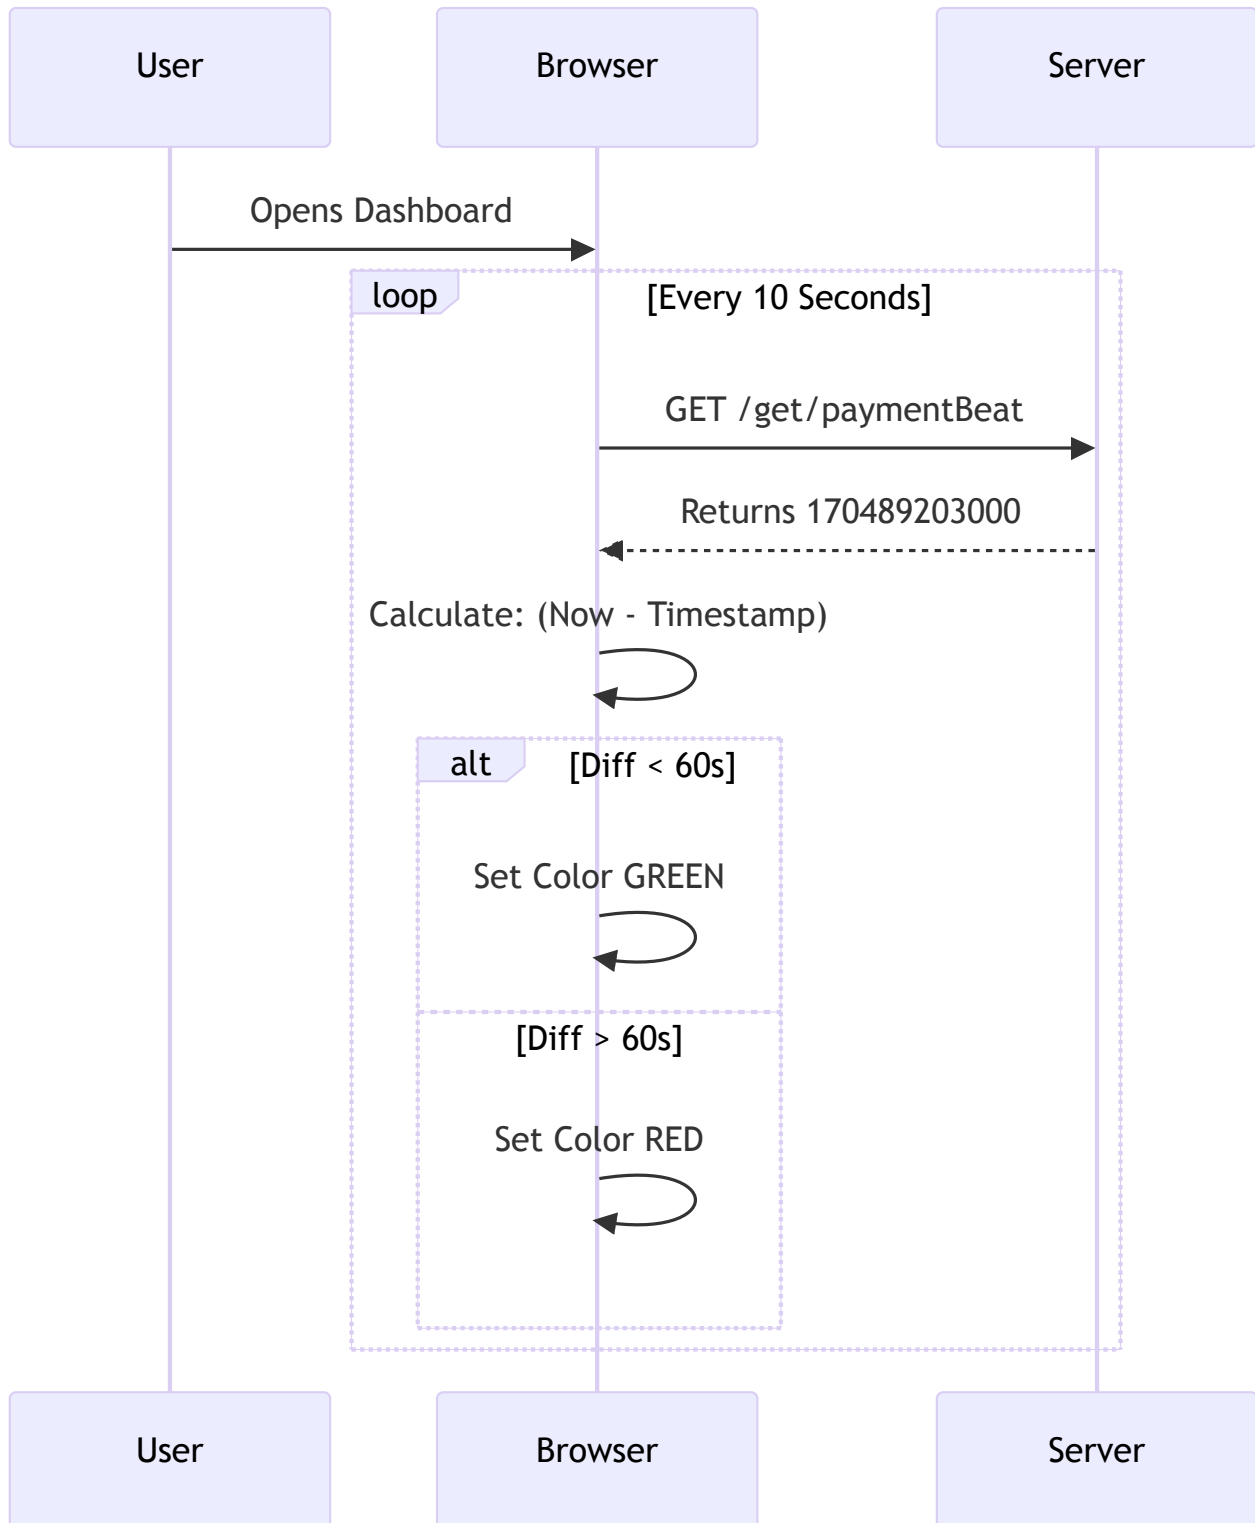 User
Browser
Server
Opens Dashboard
loop
[Every 10 Seconds]
GET /get/paymentBeat
Returns 170489203000
Calculate: (Now - Timestamp)
alt
[Diff < 60s]
Set Color GREEN
[Diff > 60s]
Set Color RED
User
Browser
Server